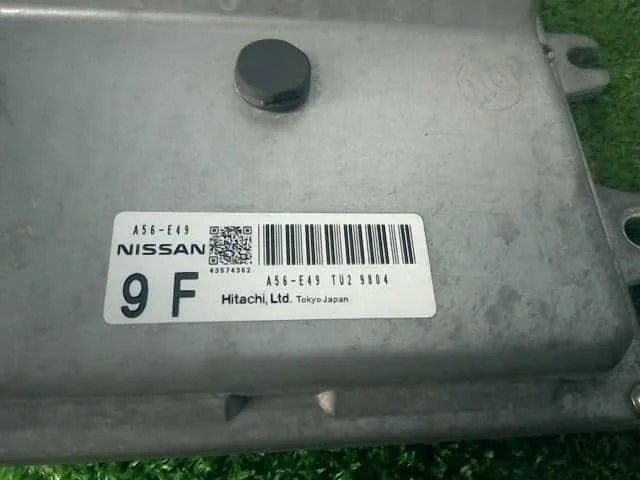 A56-E49
NISSAN
43574362
A56-E49 TU2 9804
9 F
Hitachi, Ltd. Tokyo Japan